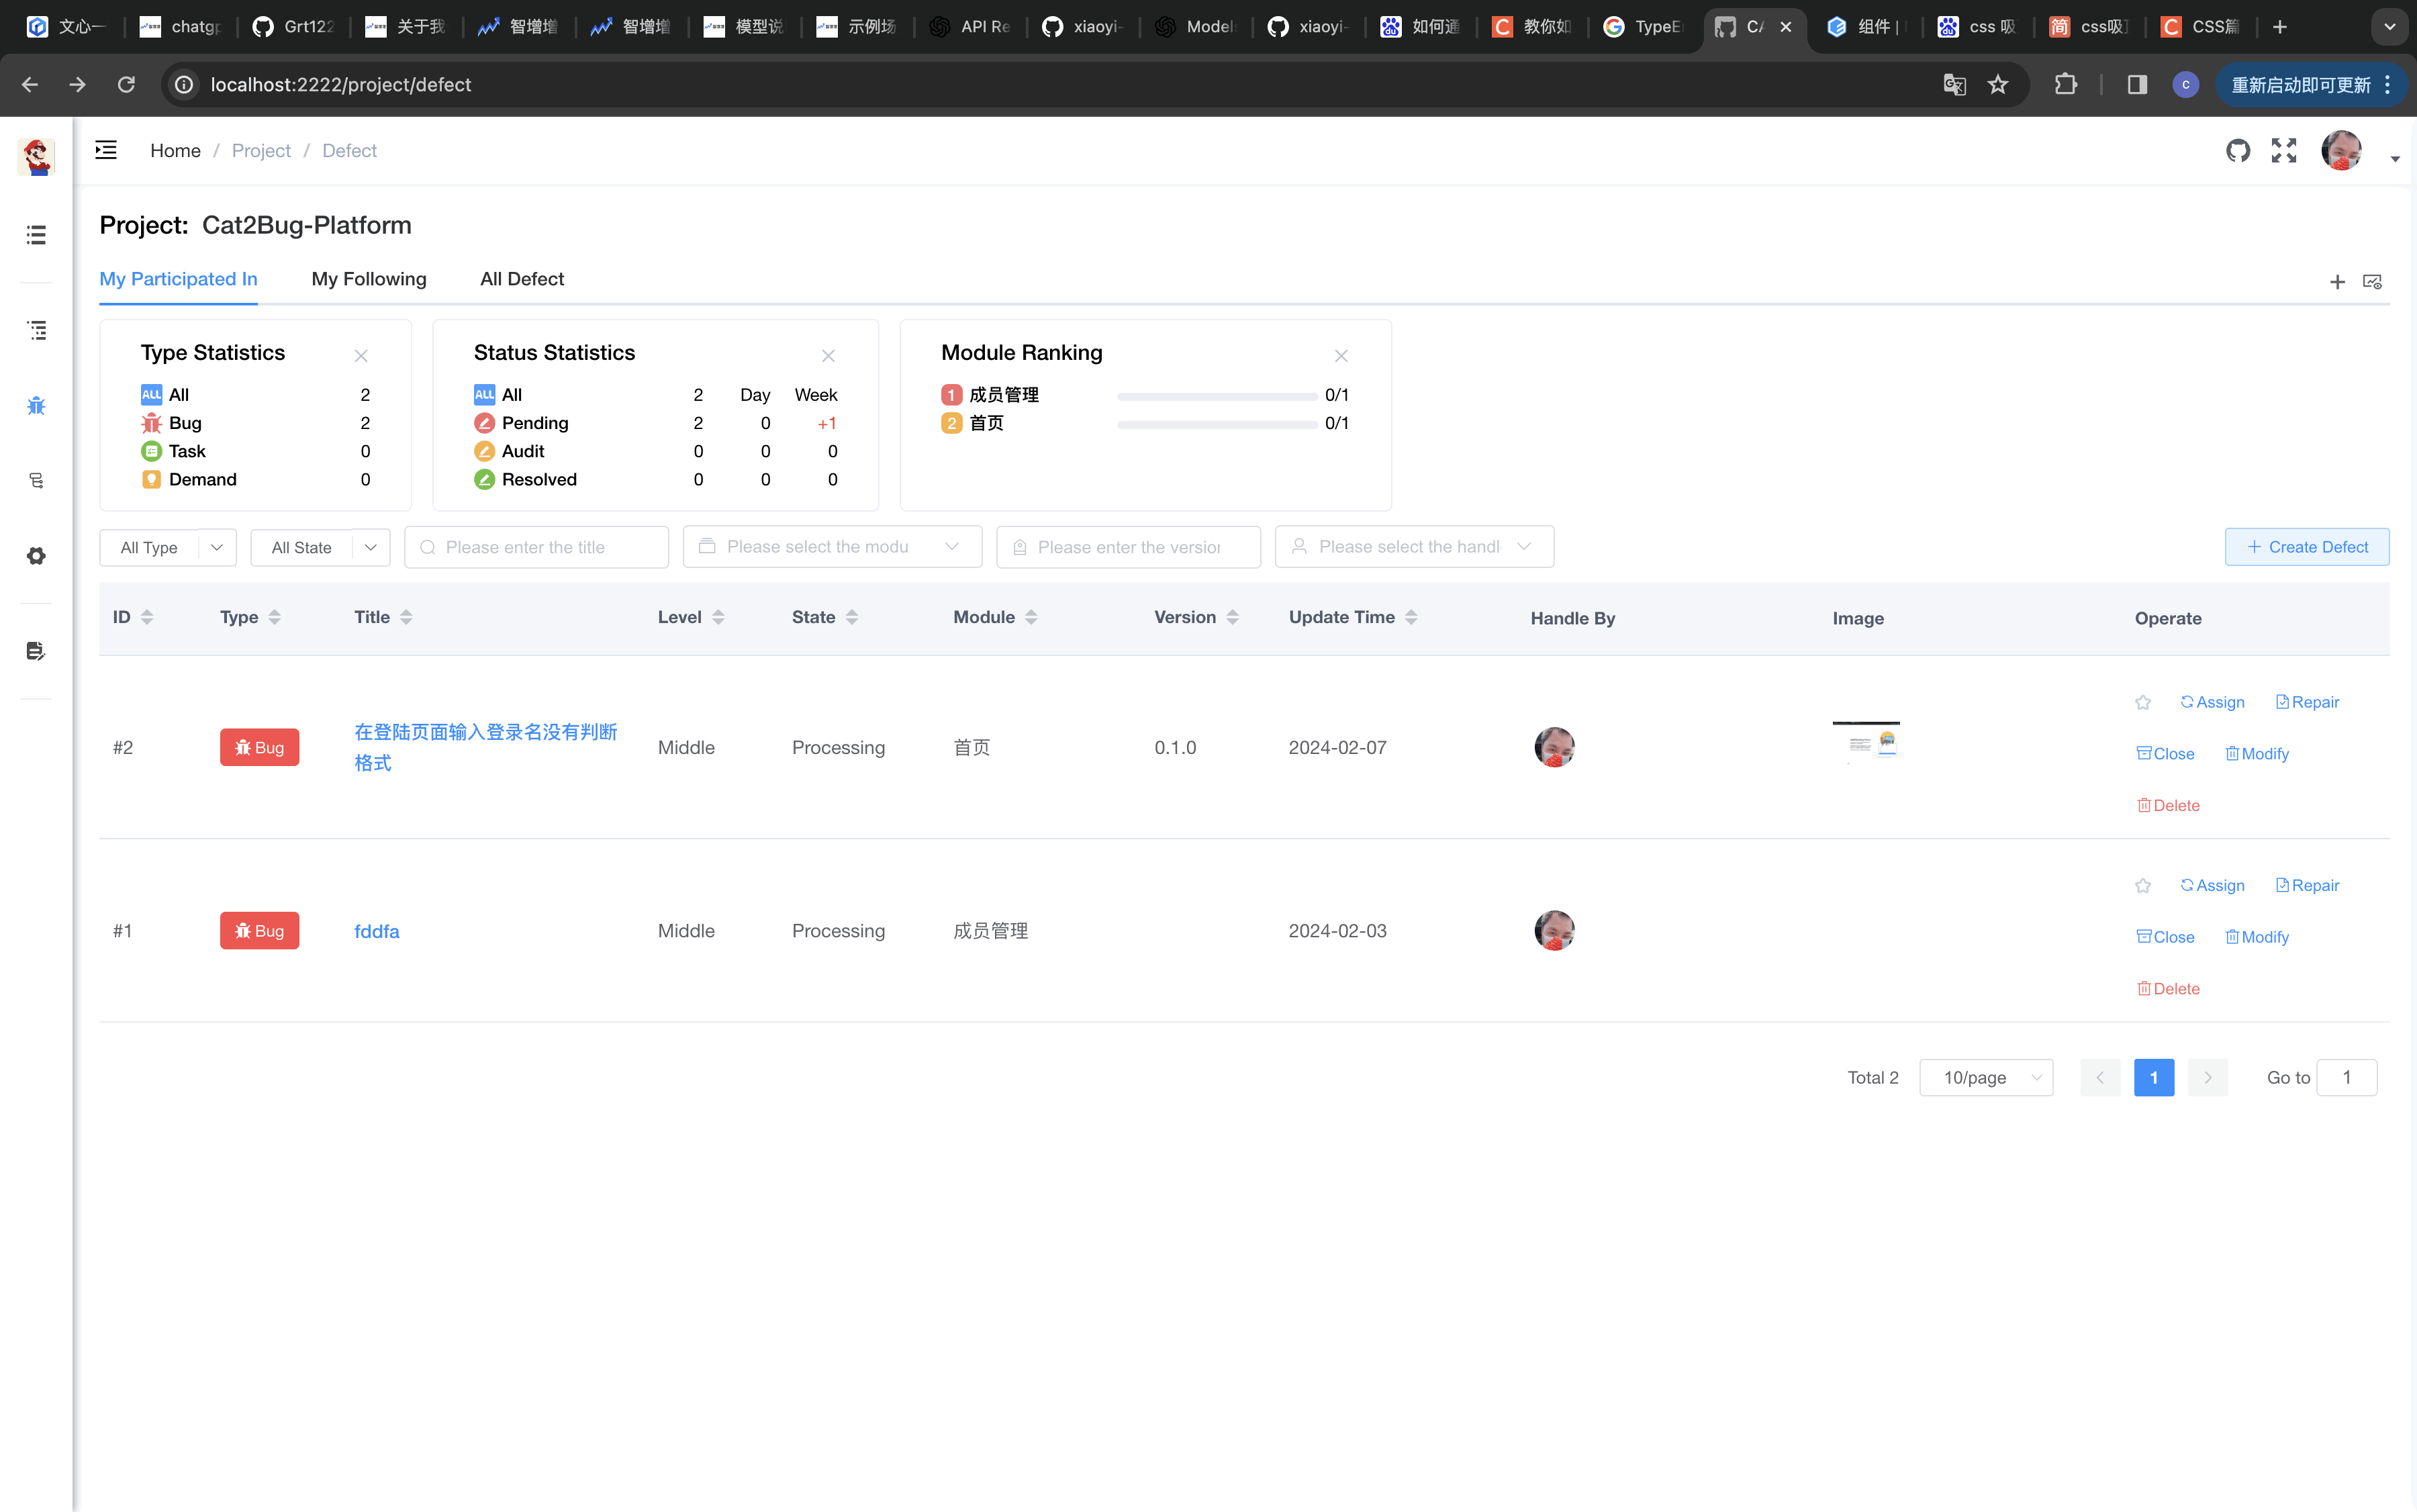 文心一 chatgp Grt122 关于我 智增增 智增增 模型说 示例场 API Re xiaoyi- Model xiaoyi- 如何通 教你如 TypeEr CA 组件 | css 吸 css吸 CSS篇
localhost:2222/project/defect
c
重新启动即可更新
Home / Project / Defect
Project: Cat2Bug-Platform
My Participated In My Following All Defect
Type Statistics
ALL All 2
Bug 2
Task 0
Demand 0
Status Statistics
ALL All 2 Day Week
Pending 2 0 +1
Audit 0 0 0
Resolved 0 0 0
Module Ranking
1 成员管理 0/1
2 首页 0/1
All Type All State Please enter the title Please select the modu Please enter the version Please select the handl Create Defect
ID Type Title Level State Module Version Update Time Handle By Image Operate
#2 Bug 在登陆页面输入登录名没有判断 Middle Processing 首页 0.1.0 2024-02-07
格式
Assign Repair
Close Modify
Delete
#1 Bug fddfa Middle Processing 成员管理 2024-02-03
Assign Repair
Close Modify
Delete
Total 2 10/page 1 Go to 1